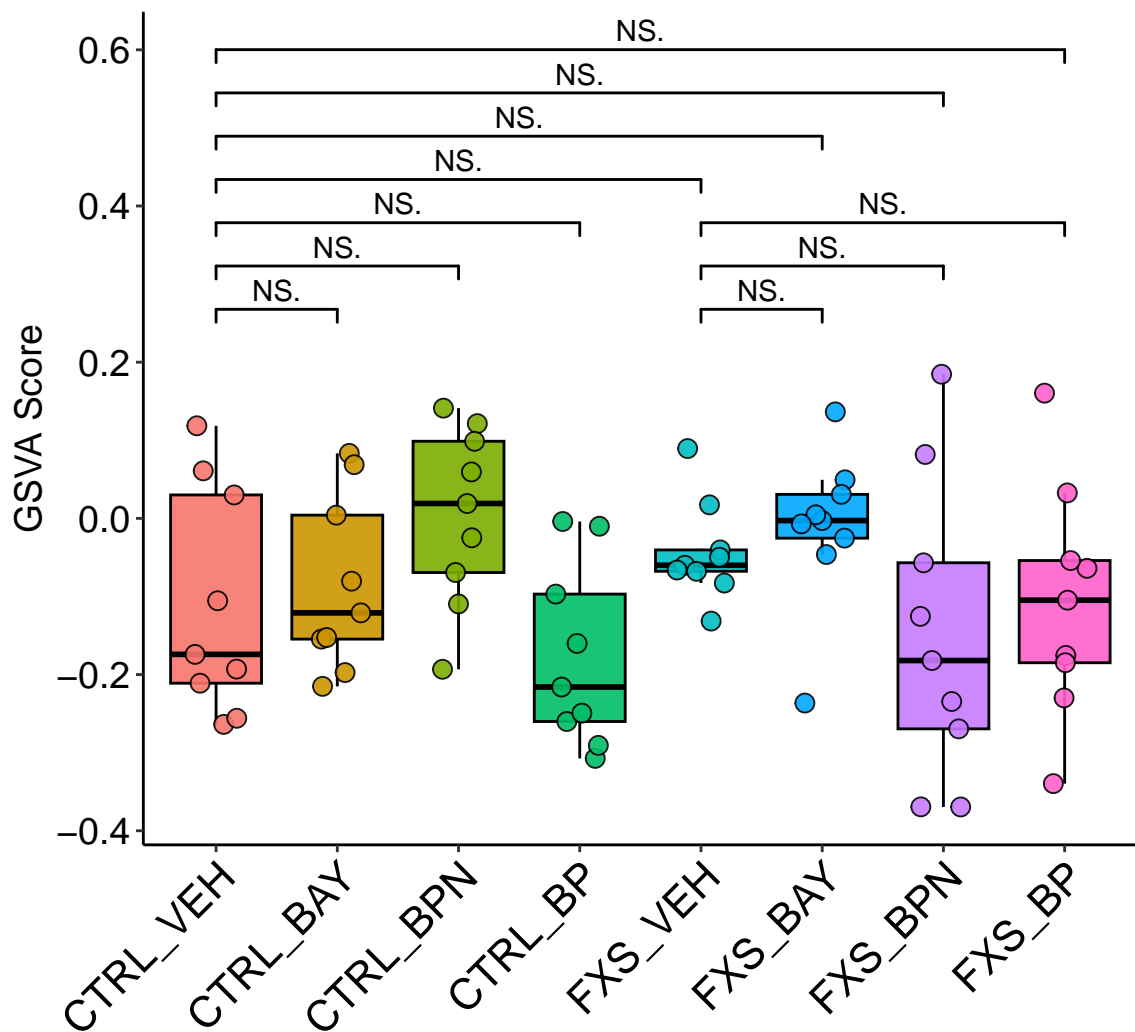 NS.
NS.
NS.
NS.
NS.
NS.
NS.
NS.
NS.
NS.
GSVA Score
0.6
0.4
0.2
0.0
−0.2
−0.4
CTRL_VEH
CTRL_BAY
CTRL_BPN
CTRL_BP
FXS_VEH
FXS_BAY
FXS_BPN
FXS_BP